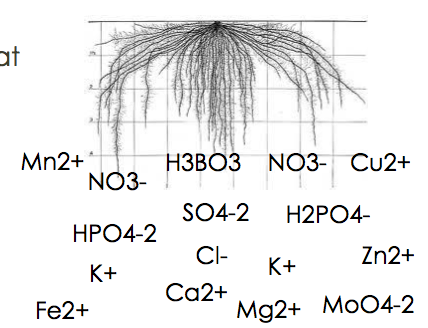 at
Mn2+ H3BO3 NO3- Cu2+
NO3-
SO4-2 H2PO4-
HPO4-2
Cl- K+ Zn2+
K+
Ca2+
Fe2+ Mg2+ MoO4-2